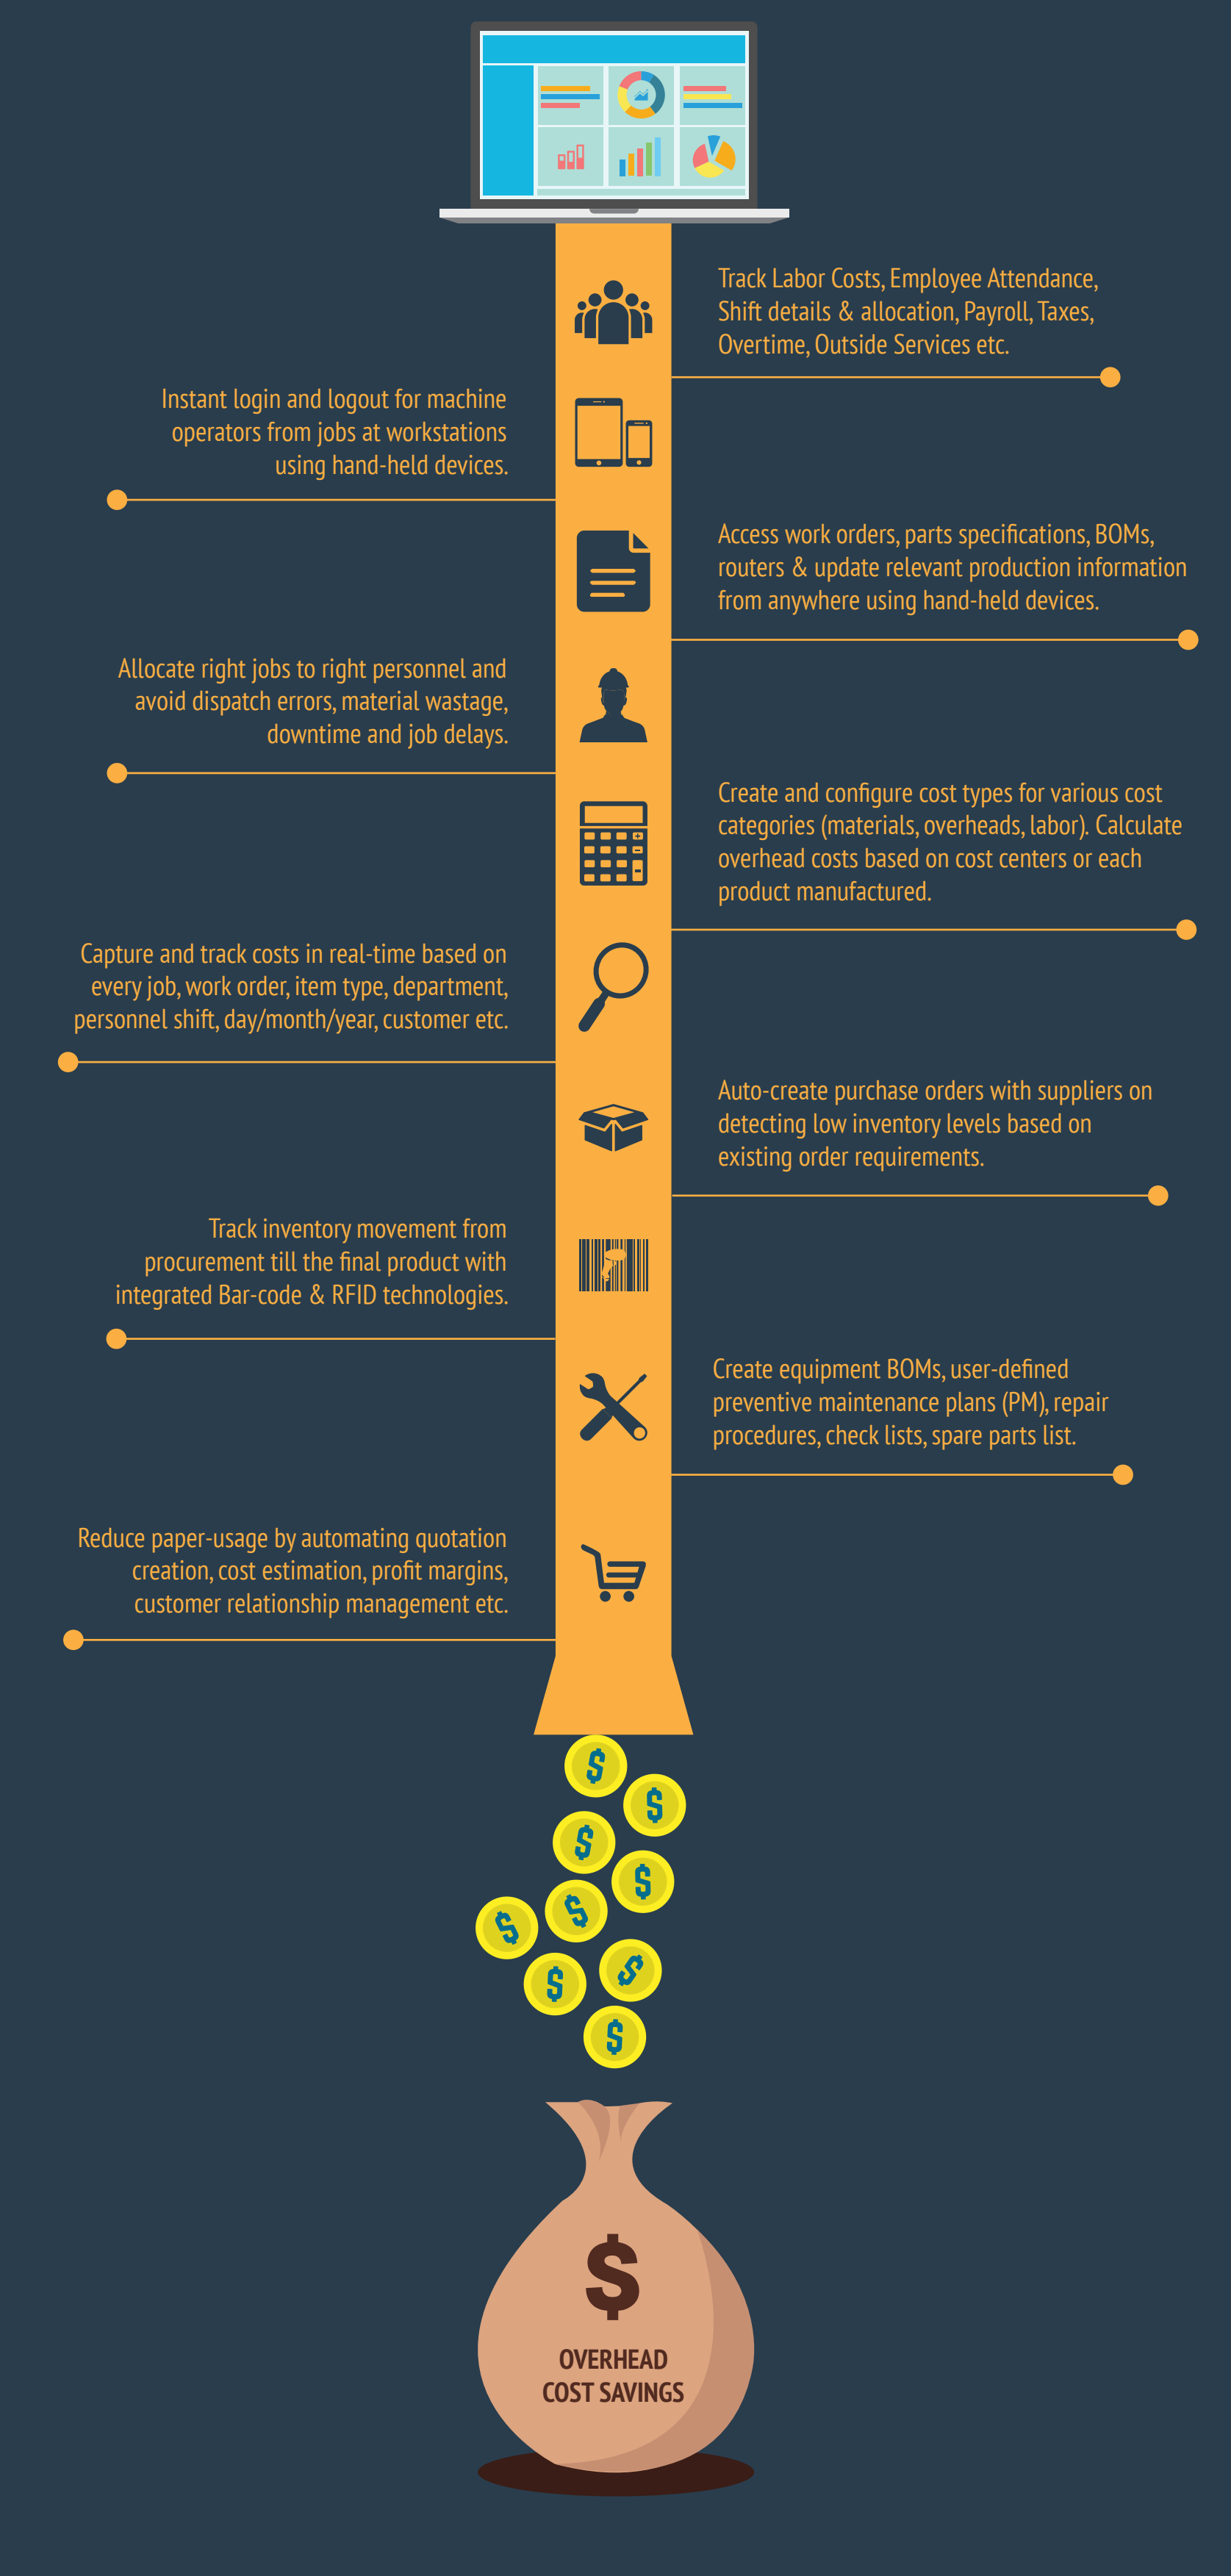 Track Labor Costs, Employee Attendance,
Shift details & allocation, Payroll, Taxes,
Overtime, Outside Services etc.
Instant login and logout for machine
operators from jobs at workstations
using hand-held devices.
Access work orders, parts specifications, BOMs,
routers & update relevant production information
from anywhere using hand-held devices.
Allocate right jobs to right personnel and
avoid dispatch errors, material wastage,
downtime and job delays.
Create and configure cost types for various cost
categories (materials, overheads, labor). Calculate
overhead costs based on cost centers or each
product manufactured.
Capture and track costs in real-time based on
every job, work order, item type, department,
personnel shift, day/month/year, customer etc.
Auto-create purchase orders with suppliers on
detecting low inventory levels based on
existing order requirements.
Track inventory movement from
procurement till the final product with
integrated Bar-code & RFID technologies.
Create equipment BOMs, user-defined
preventive maintenance plans (PM), repair
procedures, check lists, spare parts list.
Reduce paper-usage by automating quotation
creation, cost estimation, profit margins,
customer relationship management etc.
$
$
$
$
$
$
$
$
$
$
OVERHEAD
COST SAVINGS